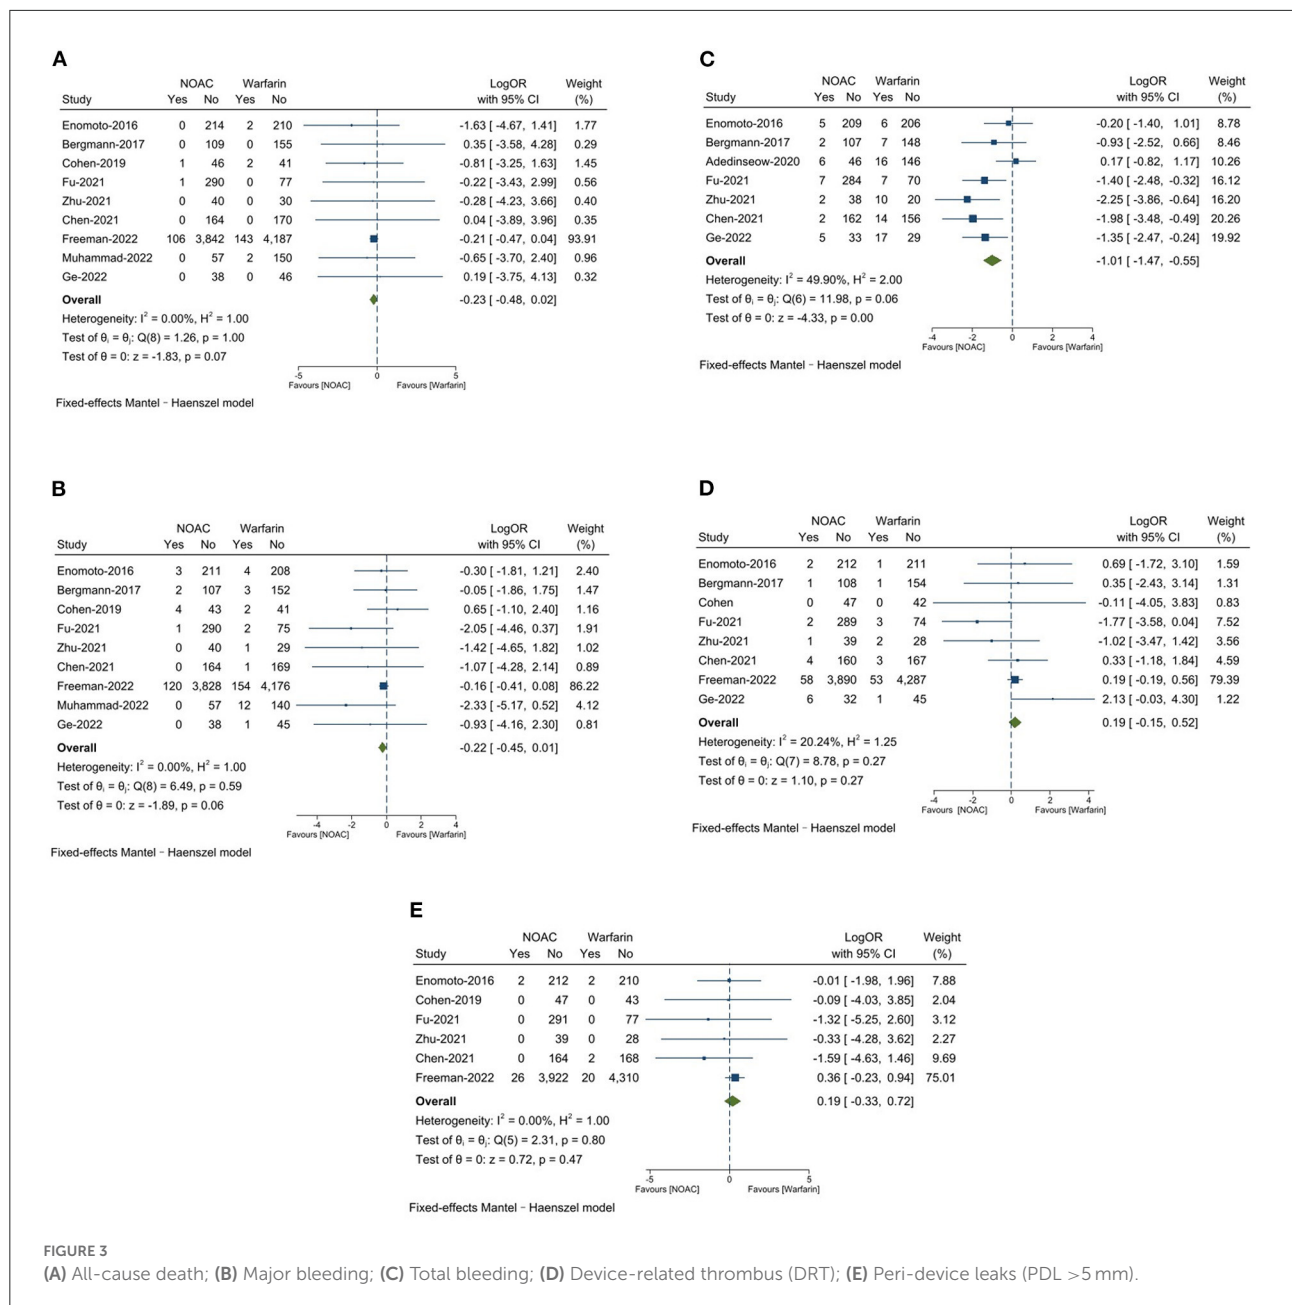 A
NOAC Warfarin LogOR Weight
Study Yes No Yes No with 95% CI (%)
Enomoto-2016 0 214 2 210 -1.63 [ -4.67, 1.41] 1.77
Bergmann-2017 0 109 0 155 0.35 [ -3.58, 4.28] 0.29
Cohen-2019 1 46 2 41 -0.81 [ -3.25, 1.63] 1.45
Fu-2021 1 290 0 77 -0.22 [ -3.43, 2.99] 0.56
Zhu-2021 0 40 0 30 -0.28 [ -4.23, 3.66] 0.40
Chen-2021 0 164 0 170 0.04 [ -3.89, 3.96] 0.35
Freeman-2022 106 3,842 143 4,187 -0.21 [ -0.47, 0.04] 93.91
Muhammad-2022 0 57 2 150 -0.65 [ -3.70, 2.40] 0.96
Ge-2022 0 38 0 46 0.19 [ -3.75, 4.13] 0.32
Overall -0.23 [ -0.48, 0.02]
Heterogeneity: I² = 0.00%, H² = 1.00
Test of θi = θj: Q(8) = 1.26, p = 1.00
Test of θ = 0: z = -1.83, p = 0.07
-5 0 5
Favours [NOAC] Favours [Warfarin]
Fixed-effects Mantel - Haenszel model
C
NOAC Warfarin LogOR Weight
Study Yes No Yes No with 95% CI (%)
Enomoto-2016 5 209 6 206 -0.20 [ -1.40, 1.01] 8.78
Bergmann-2017 2 107 7 148 -0.93 [ -2.52, 0.66] 8.46
Adedinseow-2020 6 46 16 146 0.17 [ -0.82, 1.17] 10.26
Fu-2021 7 284 7 70 -1.40 [ -2.48, -0.32] 16.12
Zhu-2021 2 38 10 20 -2.25 [ -3.86, -0.64] 16.20
Chen-2021 2 162 14 156 -1.98 [ -3.48, -0.49] 20.26
Ge-2022 5 33 17 29 -1.35 [ -2.47, -0.24] 19.92
Overall -1.01 [ -1.47, -0.55]
Heterogeneity: I² = 49.90%, H² = 2.00
Test of θi = θj: Q(6) = 11.98, p = 0.06
Test of θ = 0: z = -4.33, p = 0.00
-4 -2 0 2 4
Favours [NOAC] Favours [Warfarin]
Fixed-effects Mantel - Haenszel model
B
NOAC Warfarin LogOR Weight
Study Yes No Yes No with 95% CI (%)
Enomoto-2016 3 211 4 208 -0.30 [ -1.81, 1.21] 2.40
Bergmann-2017 2 107 3 152 -0.05 [ -1.86, 1.75] 1.47
Cohen-2019 4 43 2 41 0.65 [ -1.10, 2.40] 1.16
Fu-2021 1 290 2 75 -2.05 [ -4.46, 0.37] 1.91
Zhu-2021 0 40 1 29 -1.42 [ -4.65, 1.82] 1.02
Chen-2021 0 164 1 169 -1.07 [ -4.28, 2.14] 0.89
Freeman-2022 120 3,828 154 4,176 -0.16 [ -0.41, 0.08] 86.22
Muhammad-2022 0 57 12 140 -2.33 [ -5.17, 0.52] 4.12
Ge-2022 0 38 1 45 -0.93 [ -4.16, 2.30] 0.81
Overall -0.22 [ -0.45, 0.01]
Heterogeneity: I² = 0.00%, H² = 1.00
Test of θi = θj: Q(8) = 6.49, p = 0.59
Test of θ = 0: z = -1.89, p = 0.06
-4 -2 0 2 4
Favours [NOAC] Favours [Warfarin]
Fixed-effects Mantel - Haenszel model
D
NOAC Warfarin LogOR Weight
Study Yes No Yes No with 95% CI (%)
Enomoto-2016 2 212 1 211 0.69 [ -1.72, 3.10] 1.59
Bergmann-2017 1 108 1 154 0.35 [ -2.43, 3.14] 1.31
Cohen 0 47 0 42 -0.11 [ -4.05, 3.83] 0.83
Fu-2021 2 289 3 74 -1.77 [ -3.58, 0.04] 7.52
Zhu-2021 1 39 2 28 -1.02 [ -3.47, 1.42] 3.56
Chen-2021 4 160 3 167 0.33 [ -1.18, 1.84] 4.59
Freeman-2022 58 3,890 53 4,287 0.19 [ -0.19, 0.56] 79.39
Ge-2022 6 32 1 45 2.13 [ -0.03, 4.30] 1.22
Overall 0.19 [ -0.15, 0.52]
Heterogeneity: I² = 20.24%, H² = 1.25
Test of θi = θj: Q(7) = 8.78, p = 0.27
Test of θ = 0: z = 1.10, p = 0.27
-4 -2 0 2 4
Favours [NOAC] Favours [Warfarin]
Fixed-effects Mantel - Haenszel model
E
NOAC Warfarin LogOR Weight
Study Yes No Yes No with 95% CI (%)
Enomoto-2016 2 212 2 210 -0.01 [ -1.98, 1.96] 7.88
Cohen-2019 0 47 0 43 -0.09 [ -4.03, 3.85] 2.04
Fu-2021 0 291 0 77 -1.32 [ -5.25, 2.60] 3.12
Zhu-2021 0 39 0 28 -0.33 [ -4.28, 3.62] 2.27
Chen-2021 0 164 2 168 -1.59 [ -4.63, 1.46] 9.69
Freeman-2022 26 3,922 20 4,310 0.36 [ -0.23, 0.94] 75.01
Overall 0.19 [ -0.33, 0.72]
Heterogeneity: I² = 0.00%, H² = 1.00
Test of θi = θj: Q(5) = 2.31, p = 0.80
Test of θ = 0: z = 0.72, p = 0.47
-5 0 5
Favours [NOAC] Favours [Warfarin]
Fixed-effects Mantel - Haenszel model
FIGURE 3
(A) All-cause death; (B) Major bleeding; (C) Total bleeding; (D) Device-related thrombus (DRT); (E) Peri-device leaks (PDL >5 mm).